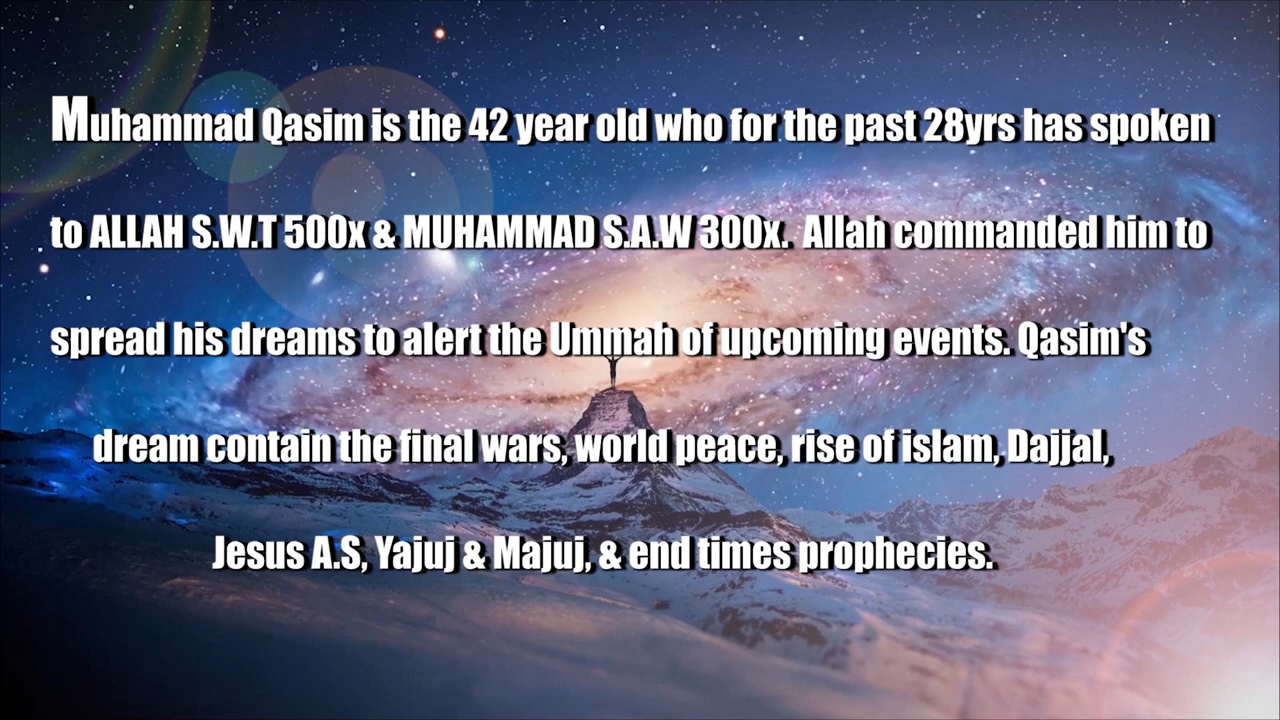 Muhammad Qasim is the 42 year old who for the past 28yrs has spoken
to ALLAH S.W.T 500x & MUHAMMAD S.A.W 300x. Allah commanded him to
spread his dreams to alert the Ummah of upcoming events. Qasim's
dream contain the final wars, world peace, rise of islam, Dajjal,
Jesus A.S, Yajuj & Majuj, & end times prophecies.